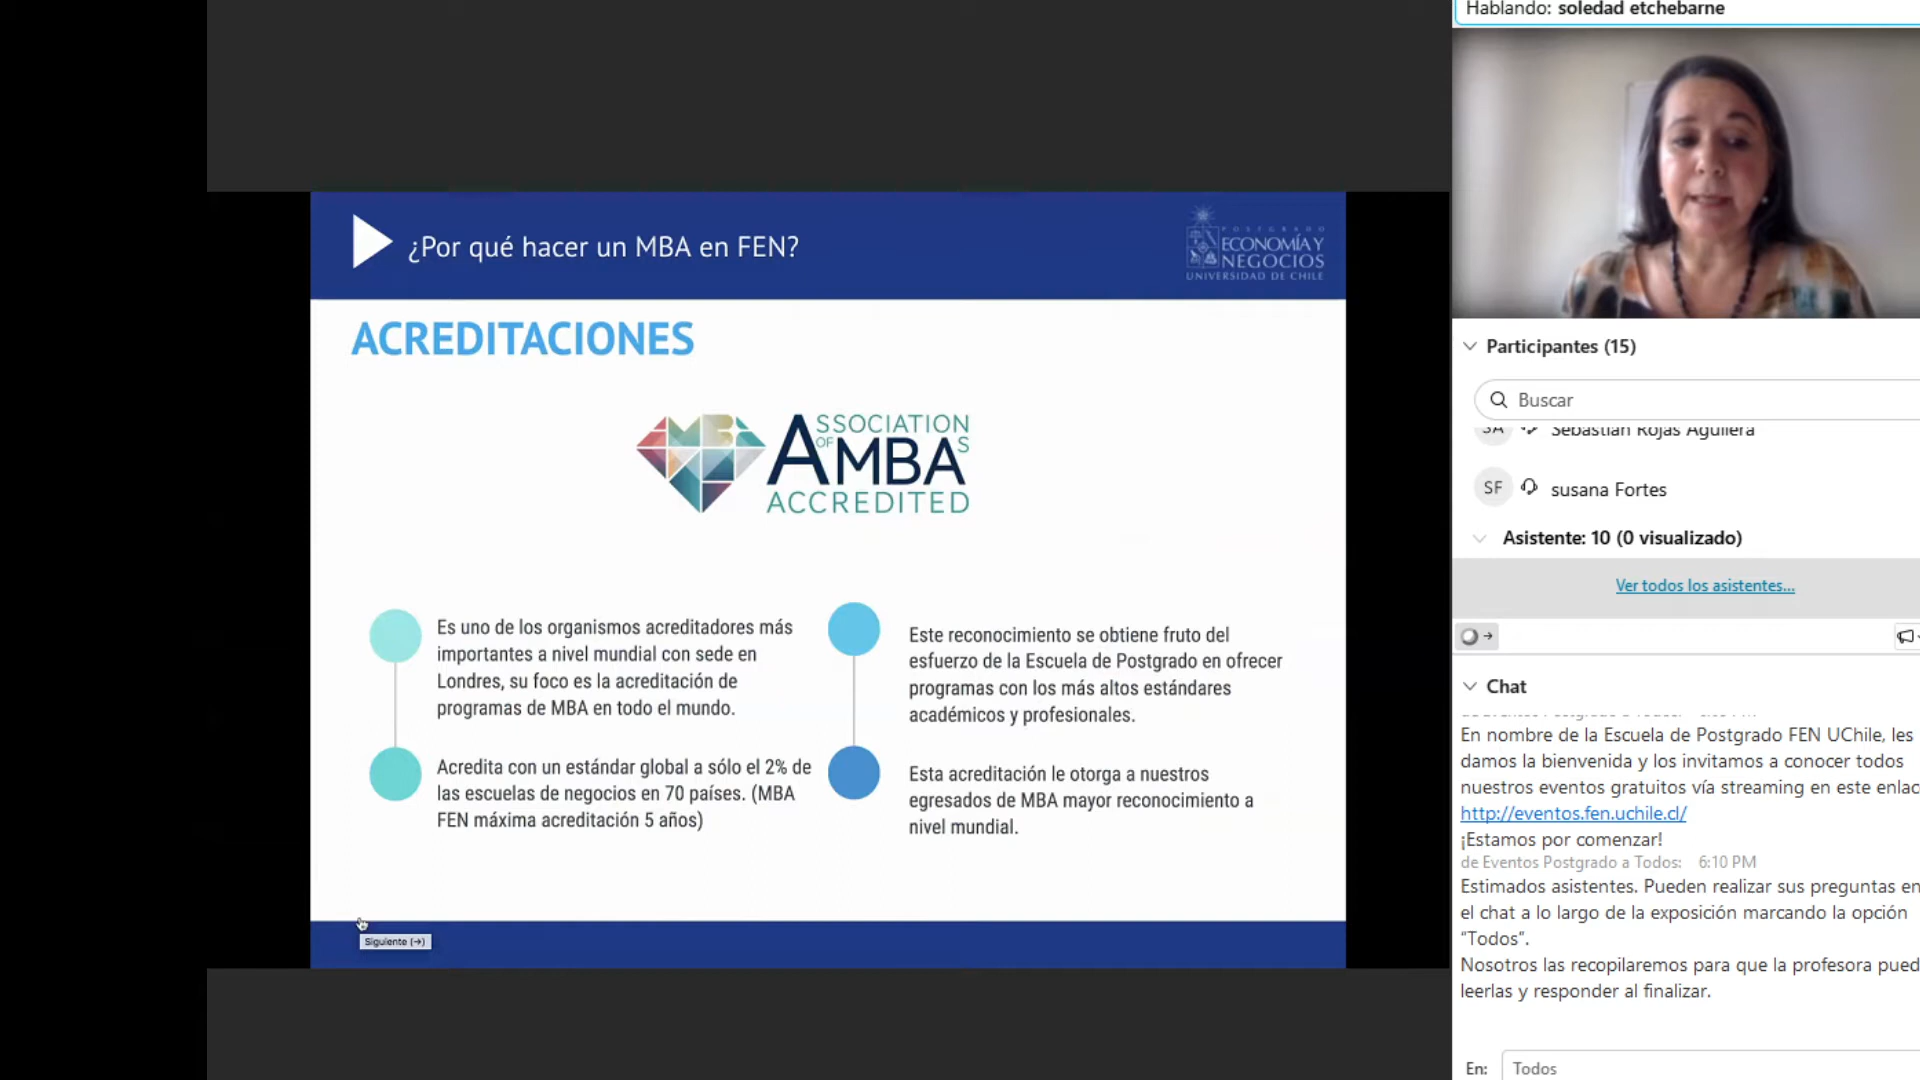 Hablando: soledad etchebarne
¿Por qué hacer un MBA en FEN?
POSTGRADO
ECONOMÍA Y
NEGOCIOS
UNIVERSIDAD DE CHILE
ACREDITACIONES
ASSOCIATION
OF MBAS
ACCREDITED
Es uno de los organismos acreditadores más
importantes a nivel mundial con sede en
Londres, su foco es la acreditación de
programas de MBA en todo el mundo.
Acredita con un estándar global a sólo el 2% de
las escuelas de negocios en 70 países. (MBA
FEN máxima acreditación 5 años)
Este reconocimiento se obtiene fruto del
esfuerzo de la Escuela de Postgrado en ofrecer
programas con los más altos estándares
académicos y profesionales.
Esta acreditación le otorga a nuestros
egresados de MBA mayor reconocimiento a
nivel mundial.
Siguiente (→)
Participantes (15)
Buscar
SA Sebastián Rojas Aguilera
SF susana Fortes
Asistente: 10 (0 visualizado)
Ver todos los asistentes...
Chat
En nombre de la Escuela de Postgrado FEN UChile, les
damos la bienvenida y los invitamos a conocer todos
nuestros eventos gratuitos vía streaming en este enlac
http://eventos.fen.uchile.cl/
¡Estamos por comenzar!
de Eventos Postgrado a Todos: 6:10 PM
Estimados asistentes. Pueden realizar sus preguntas en
el chat a lo largo de la exposición marcando la opción
“Todos”.
Nosotros las recopilaremos para que la profesora pued
leerlas y responder al finalizar.
En: Todos